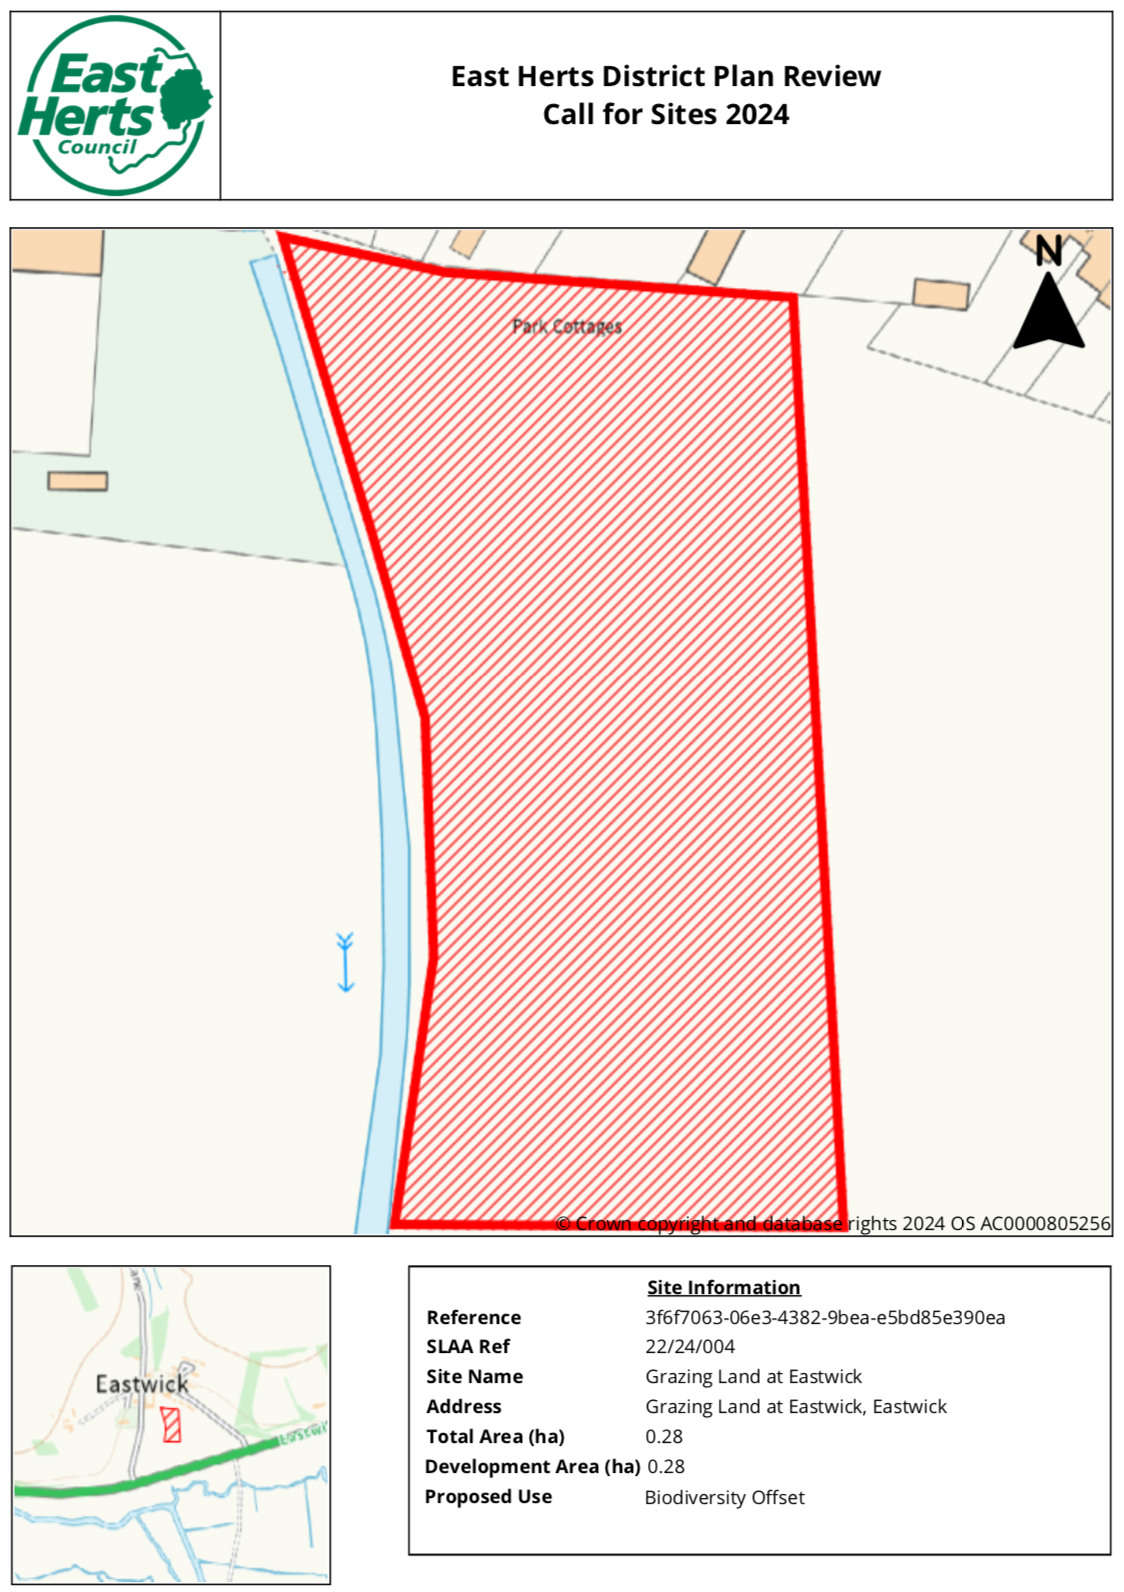 East
Herts
Council
East Herts District Plan Review
Call for Sites 2024
N
Park Cottages
© Crown copyright and database rights 2024 OS AC0000805256
Eastwick
Site Information
Reference 3f6f7063-06e3-4382-9bea-e5bd85e390ea
SLAA Ref 22/24/004
Site Name Grazing Land at Eastwick
Address Grazing Land at Eastwick, Eastwick
Total Area (ha) 0.28
Development Area (ha) 0.28
Proposed Use Biodiversity Offset